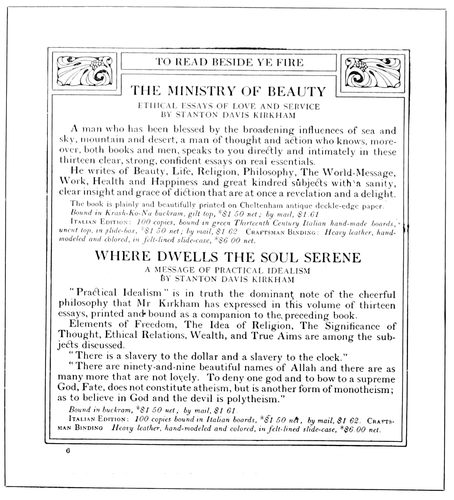 TO READ BESIDE YE FIRE
THE MINISTRY OF BEAUTY
ETHICAL ESSAYS OF LOVE AND SERVICE
BY STANTON DAVIS KIRKHAM
A man who has been blessed by the broadening influences of sea and
sky, mountain and desert, a man of thought and action who knows, more-
over, both books and men, speaks to you directly and intimately in these
thirteen clear, strong, confident essays on real essentials.
He writes of Beauty, Life, Religion, Philosophy, The World-Message,
Work, Health and Happiness and great kindred subjects with a sanity,
clear insight and grace of diction that are at once a revelation and a delight.
The book is plainly and beautifully printed on Cheltenham antique deckle-edge paper.
Bound in Krash-Ko-Na buckram, gilt top, *$1 50 net; by mail, $1 61
ITALIAN EDITION: 100 copies, bound in green Thirteenth Century Italian hand-made boards,
uncut top, in slide-box, *$1 50 net; by mail, $1 62 CRAFTSMAN BINDING: Heavy leather, hand-
modeled and colored, in felt-lined slide-case, *$6 00 net.
WHERE DWELLS THE SOUL SERENE
A MESSAGE OF PRACTICAL IDEALISM
BY STANTON DAVIS KIRKHAM
"Practical Idealism" is in truth the dominant note of the cheerful
philosophy that Mr Kirkham has expressed in this volume of thirteen
essays, printed and bound as a companion to the preceding book.
Elements of Freedom, The Idea of Religion, The Significance of
Thought, Ethical Relations, Wealth, and True Aims are among the sub-
jects discussed.
"There is a slavery to the dollar and a slavery to the clock."
"There are ninety-and-nine beautiful names of Allah and there are as
many more that are not lovely. To deny one god and to bow to a supreme
God, Fate, does not constitute atheism, but is another form of monotheism;
as to believe in God and the devil is polytheism."
Bound in buckram, *$1 50 net, by mail, $1 61
ITALIAN EDITION: 100 copies bound in Italian boards, *$1 50 net, by mail, $1 62. CRAFTS-
MAN BINDING Heavy leather, hand-modeled and colored, in felt-lined slide-case, *$6 00 net.
6